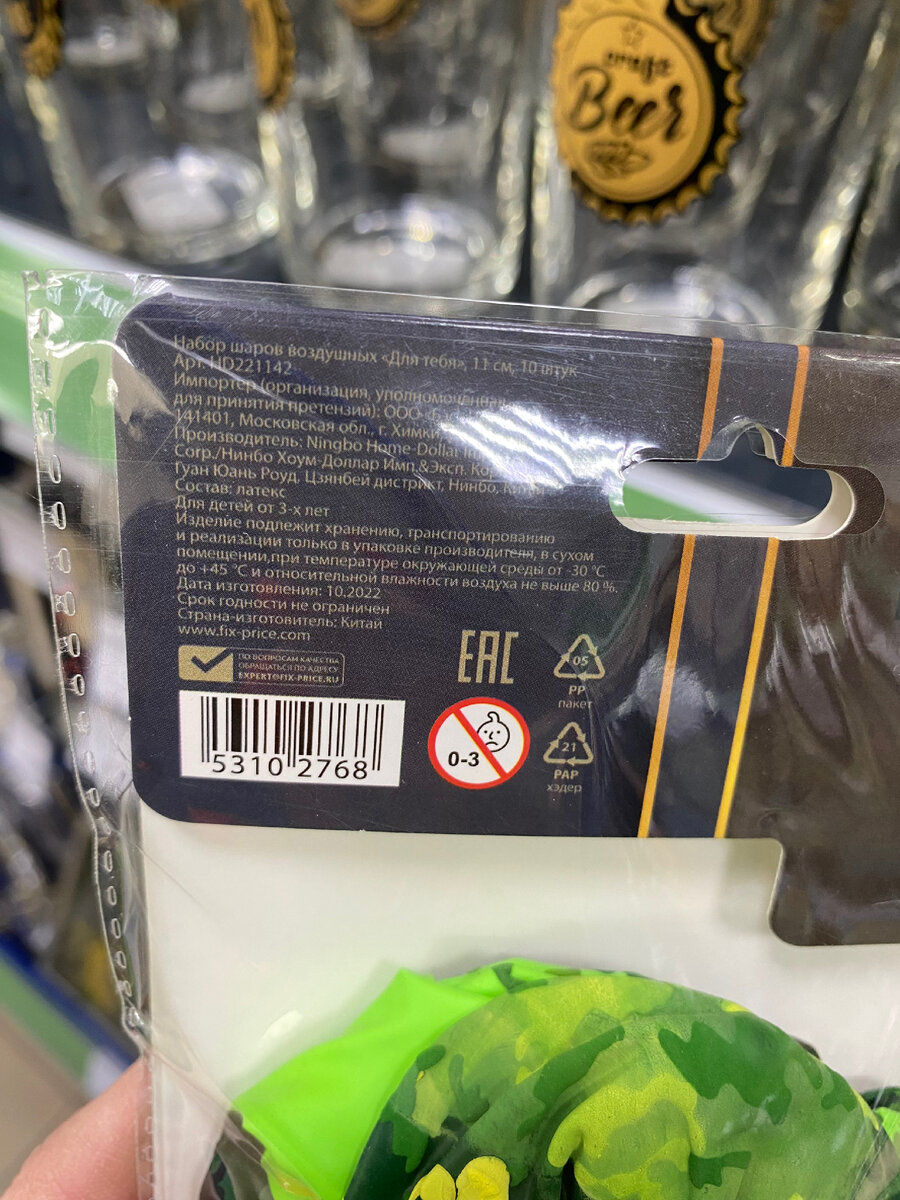 Craft
Beer
Набор шаров воздушных «Для тебя», 11 см, 10 штук
Арт. HD221142
Импортер (организация, уполномоченная
для принятия претензий): ООО
141401, Московская обл., г. Химки,
Производитель: Ningbo Home-Dollar
Corp./Нинбо Хоум-Доллар Имп.&Эксп.
Гуан Юань Роуд, Цзянбей дистрикт, Нинбо, Китай
Состав: латекс
Для детей от 3-х лет
Изделие подлежит хранению, транспортированию
и реализации только в упаковке производителя, в сухом
помещении,при температуре окружающей среды от -30 °С
до +45 °С и относительной влажности воздуха не выше 80 %.
Дата изготовления: 10.2022
Срок годности не ограничен
Страна-изготовитель: Китай
www.fix-price.com
ПО ВОПРОСАМ КАЧЕСТВА
ОБРАЩАТЬСЯ ПО АДРЕСУ
EXPERT@FIX-PRICE.RU
EAC
05
PP
пакет
5310 2768
0-3
21
PAP
хэдер